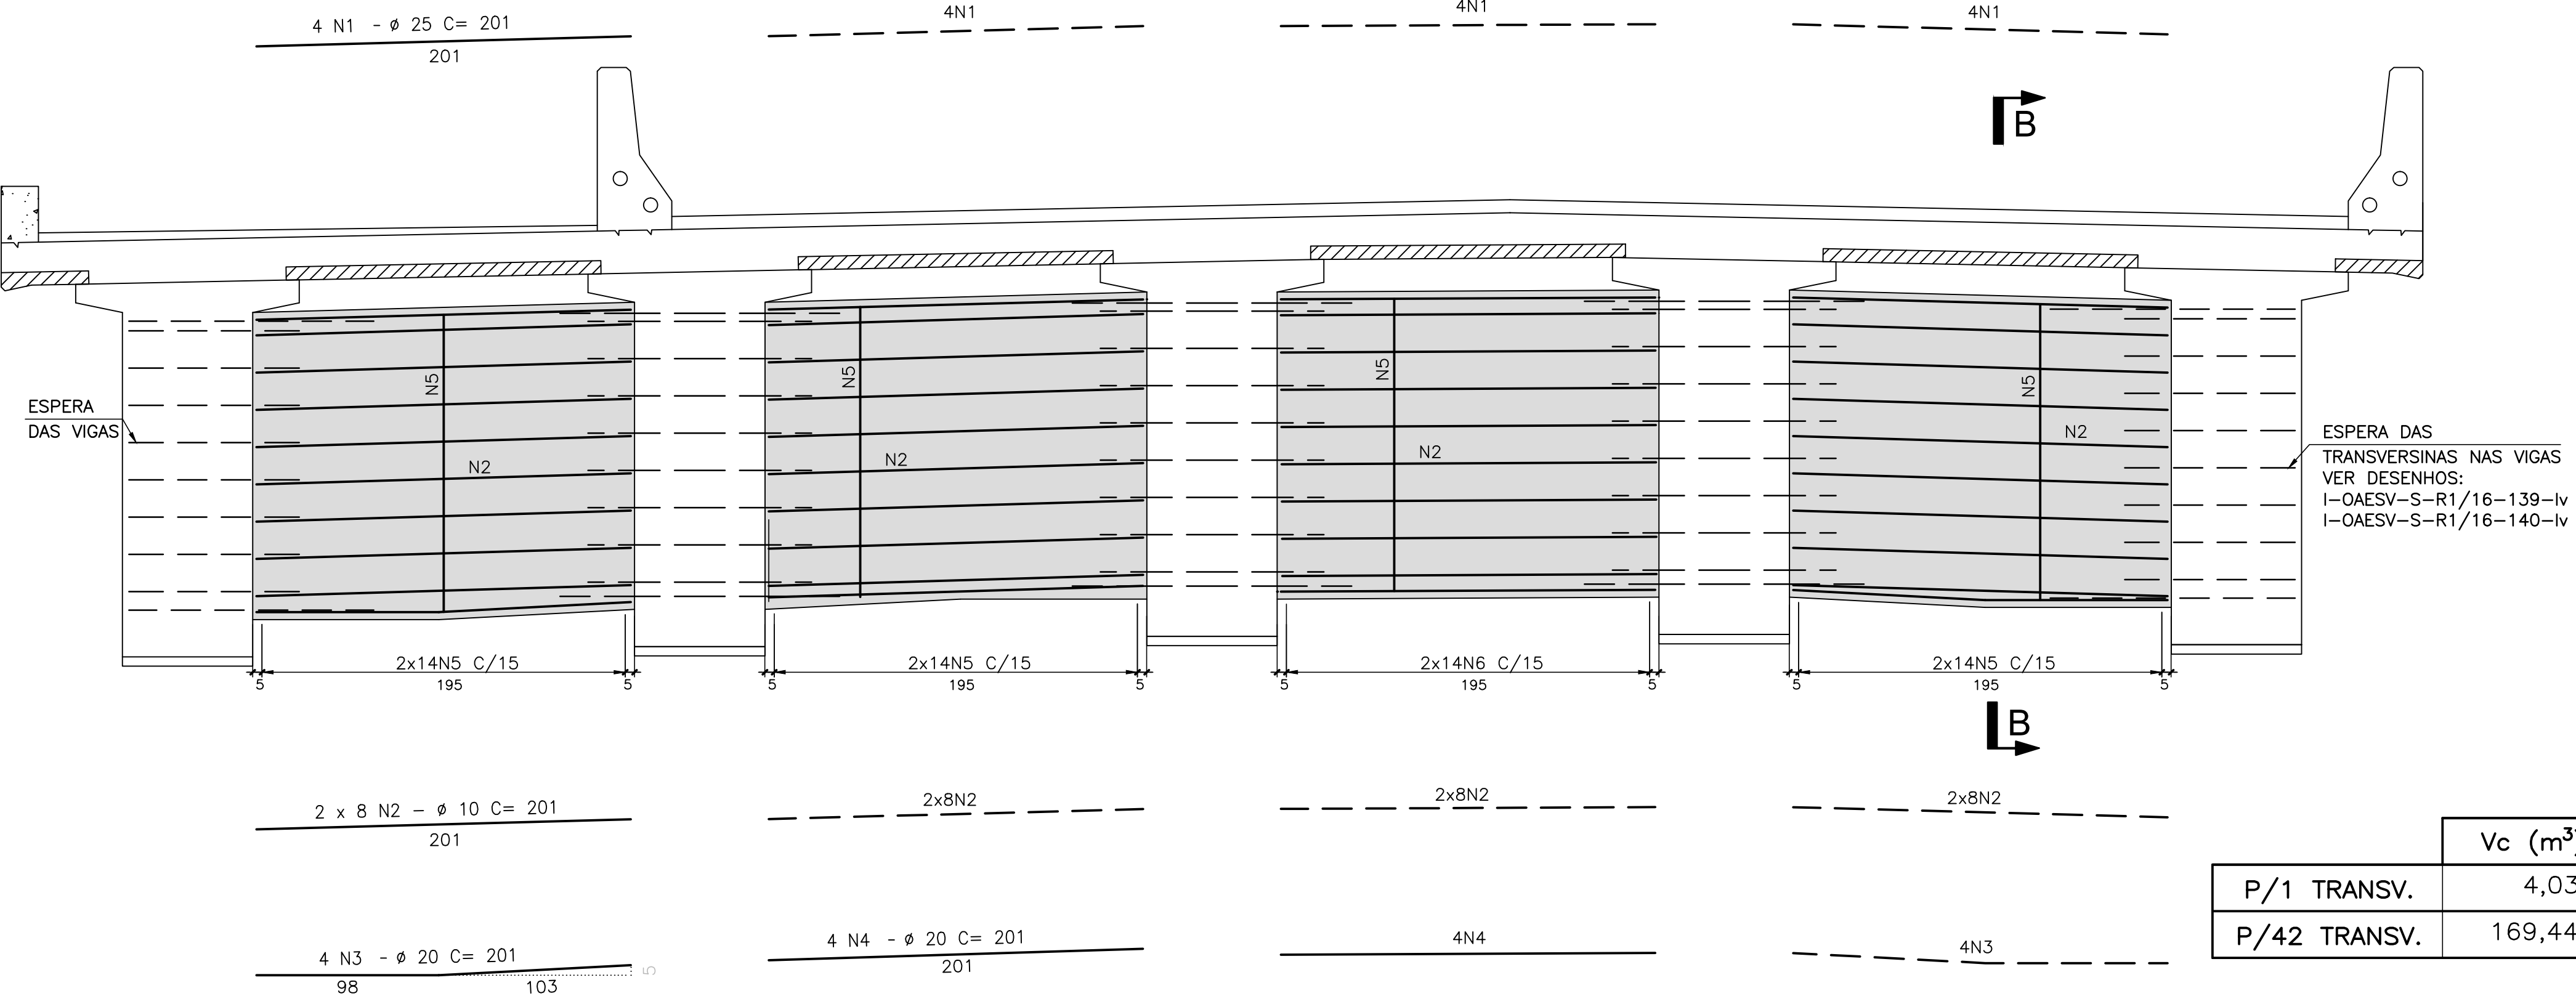 4 N1 - ø 25 C= 201
201
4N1
4N1
4N1
B
ESPERA
DAS VIGAS
N5
N2
N5
N2
N5
N2
N5
N2
ESPERA DAS
TRANSVERSINAS NAS VIGAS
VER DESENHOS:
I-OAESV-S-R1/16-139-Iv
I-OAESV-S-R1/16-140-Iv
2x14N5 C/15
5 195 5
2x14N5 C/15
5 195 5
2x14N6 C/15
5 195 5
2x14N5 C/15
5 195 5
B
2 x 8 N2 - ø 10 C= 201
201
2x8N2
2x8N2
2x8N2
Vc (m³)
P/1 TRANSV. 4,03
P/42 TRANSV. 169,44
4 N3 - ø 20 C= 201
98 103 5
4 N4 - ø 20 C= 201
201
4N4
4N3